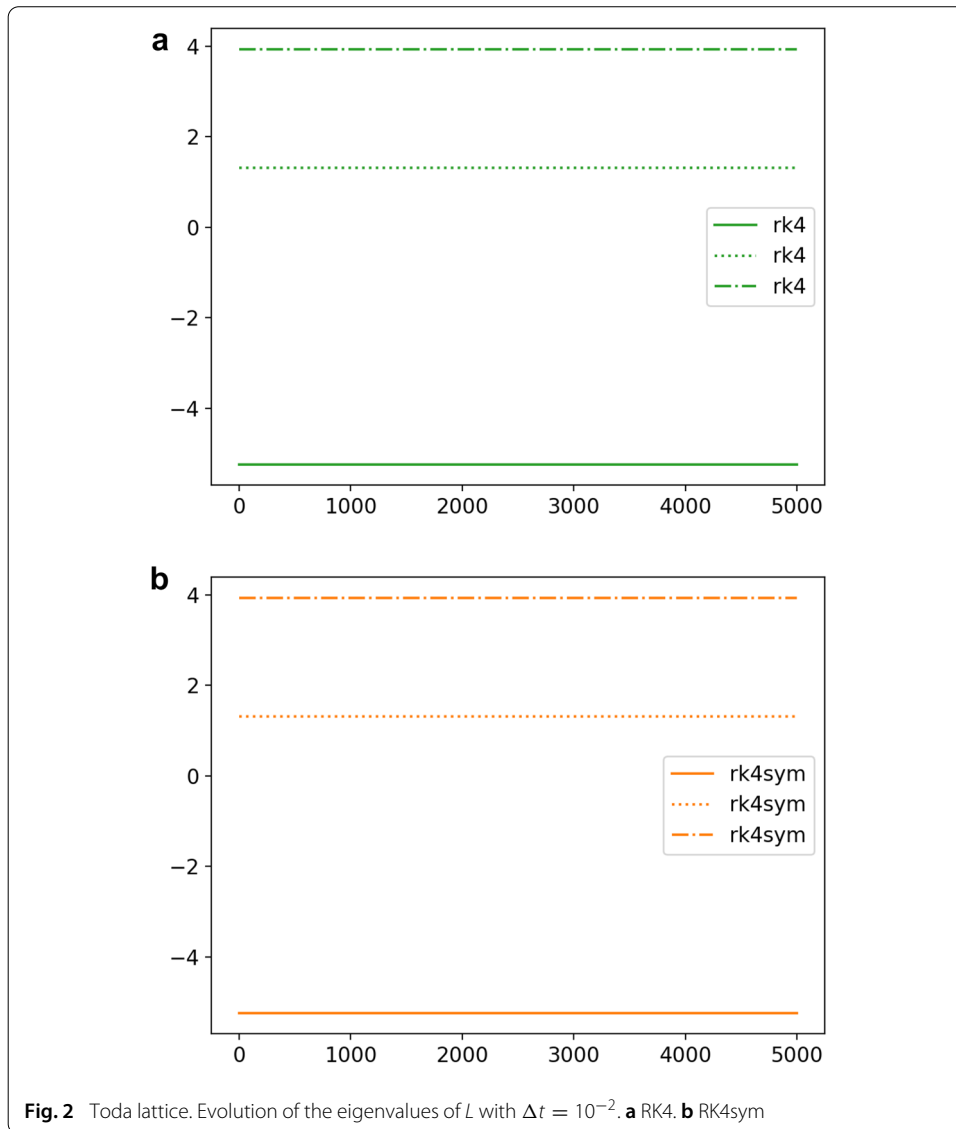 a
4
2
0
−2
−4
rk4
rk4
rk4
0 1000 2000 3000 4000 5000
b
4
2
0
−2
−4
rk4sym
rk4sym
rk4sym
0 1000 2000 3000 4000 5000
Fig. 2 Toda lattice. Evolution of the eigenvalues of L with Δt = 10⁻². a RK4. b RK4sym